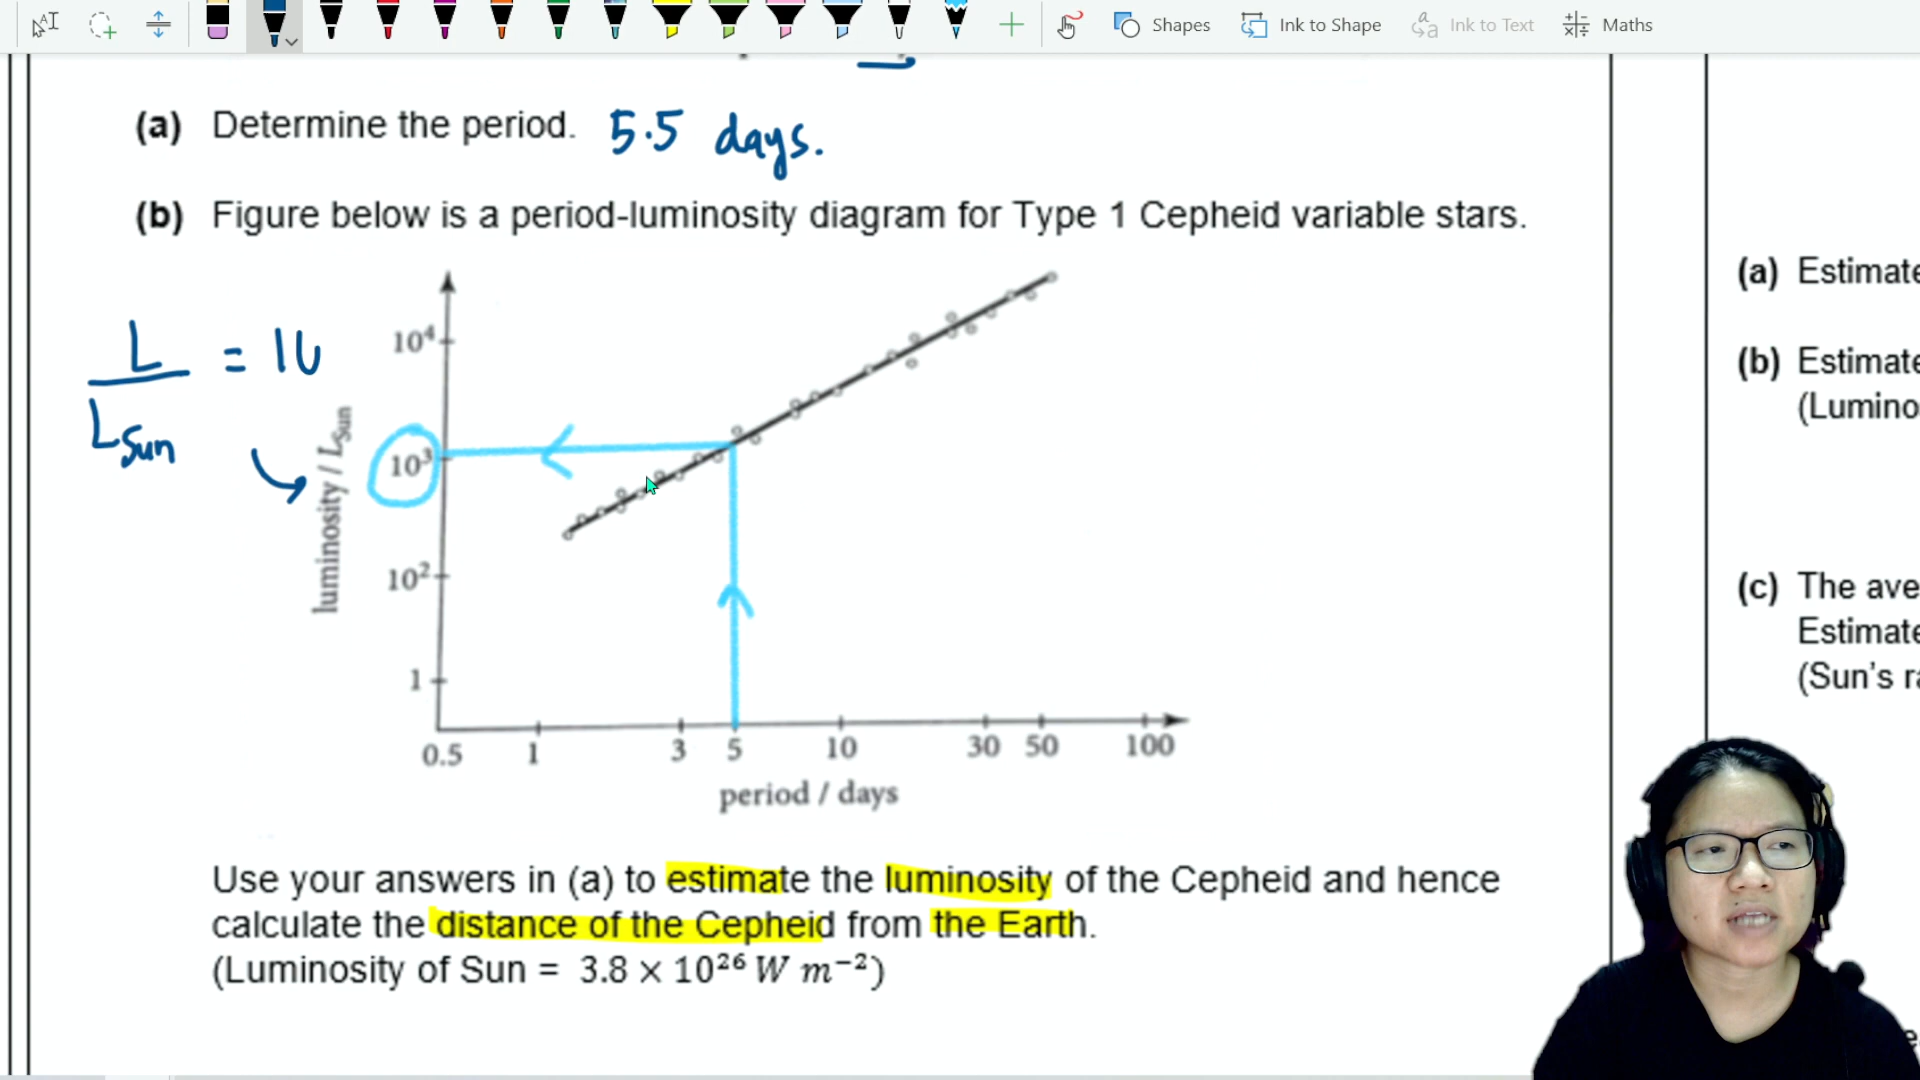 Shapes Ink to Shape Ink to Text Maths
(a) Determine the period. 5.5 days.
(b) Figure below is a period-luminosity diagram for Type 1 Cepheid variable stars.
L / L Sun = 10
luminosity / L Sun
10⁴
10³
10²
1
0.5 1 3 5 10 30 50 100
period / days
Use your answers in (a) to estimate the luminosity of the Cepheid and hence
calculate the distance of the Cepheid from the Earth.
(Luminosity of Sun = 3.8 × 10²⁶ W m⁻²)
(a) Estimate
(b) Estimate
(Lumino
(c) The ave
Estimate
(Sun's ra